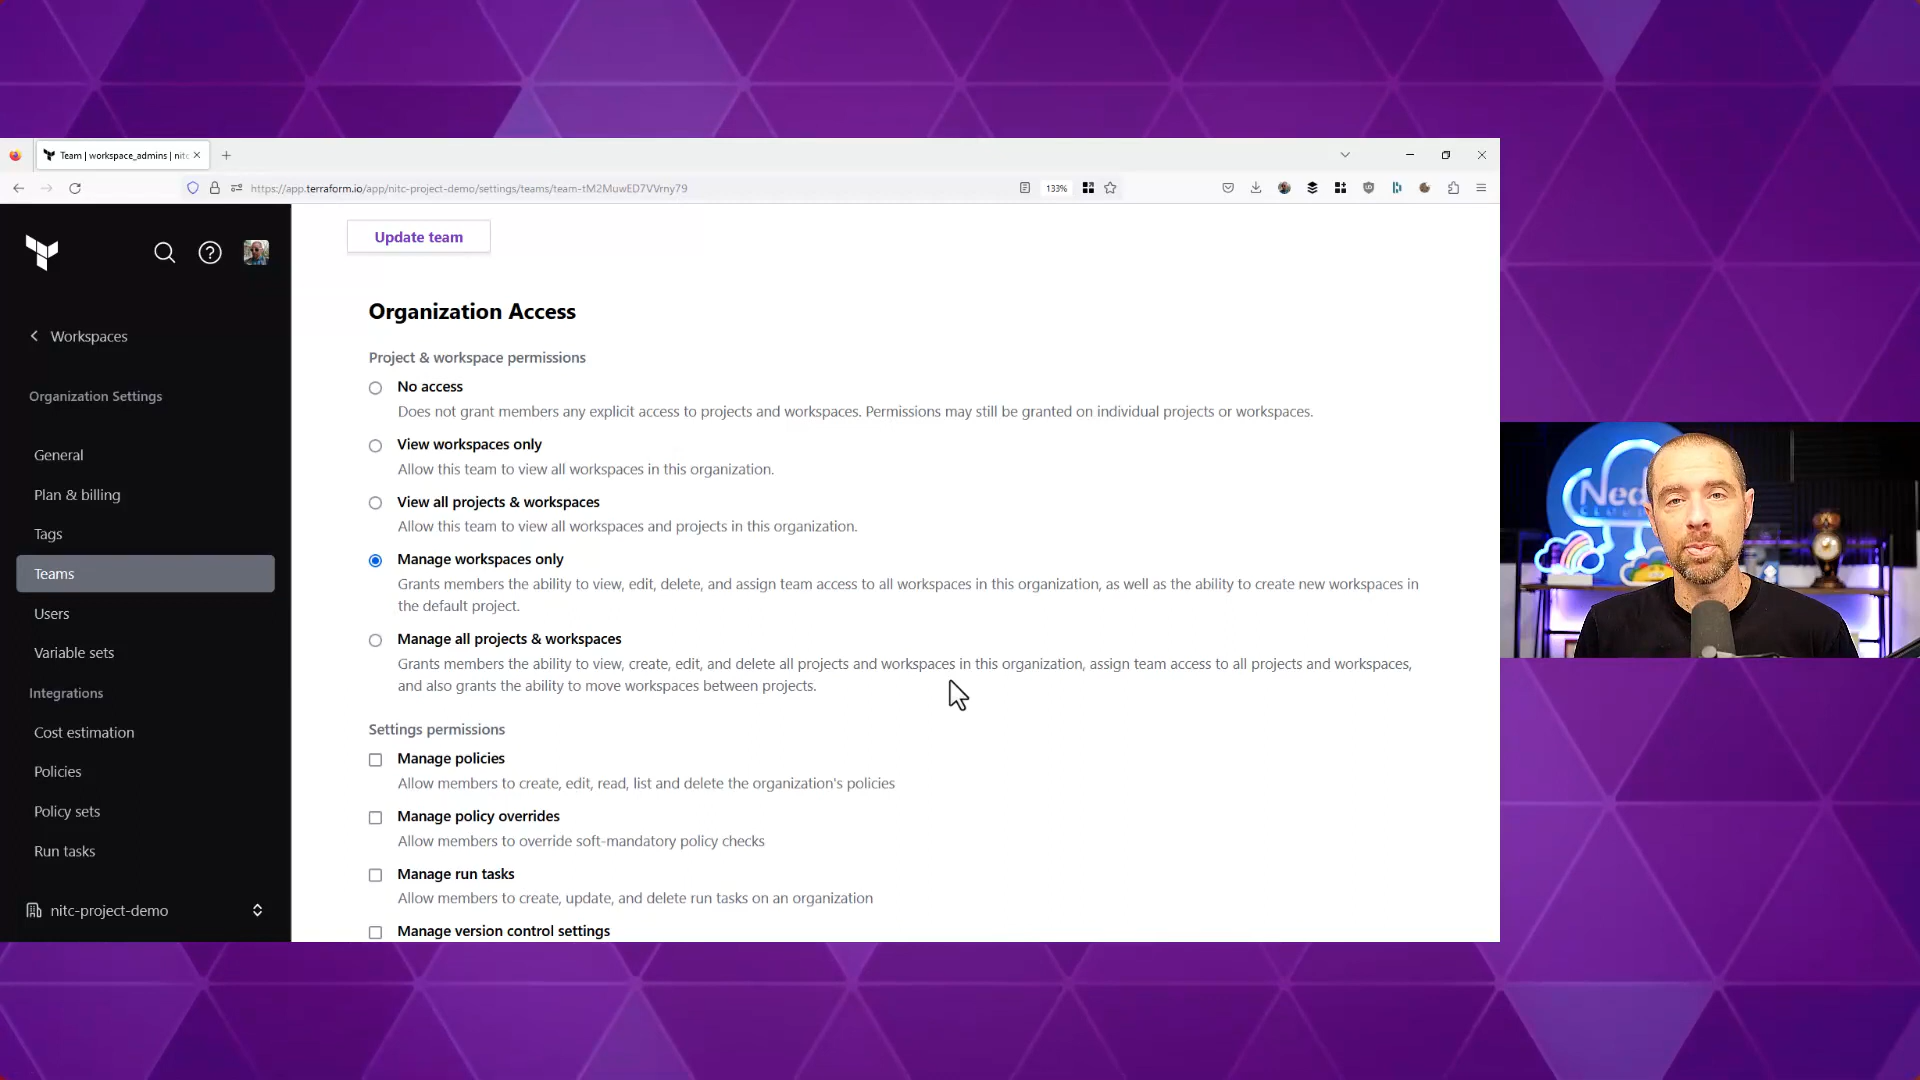 Team | workspace_admins | nitc
https://app.terraform.io/app/nitc-project-demo/settings/teams/team-tM2MuwED7VVrny79
133%
Workspaces
Organization Settings
General
Plan & billing
Tags
Teams
Users
Variable sets
Integrations
Cost estimation
Policies
Policy sets
Run tasks
nitc-project-demo
Update team
Organization Access
Project & workspace permissions
No access
Does not grant members any explicit access to projects and workspaces. Permissions may still be granted on individual projects or workspaces.
View workspaces only
Allow this team to view all workspaces in this organization.
View all projects & workspaces
Allow this team to view all workspaces and projects in this organization.
Manage workspaces only
Grants members the ability to view, edit, delete, and assign team access to all workspaces in this organization, as well as the ability to create new workspaces in
the default project.
Manage all projects & workspaces
Grants members the ability to view, create, edit, and delete all projects and workspaces in this organization, assign team access to all projects and workspaces,
and also grants the ability to move workspaces between projects.
Settings permissions
Manage policies
Allow members to create, edit, read, list and delete the organization's policies
Manage policy overrides
Allow members to override soft-mandatory policy checks
Manage run tasks
Allow members to create, update, and delete run tasks on an organization
Manage version control settings